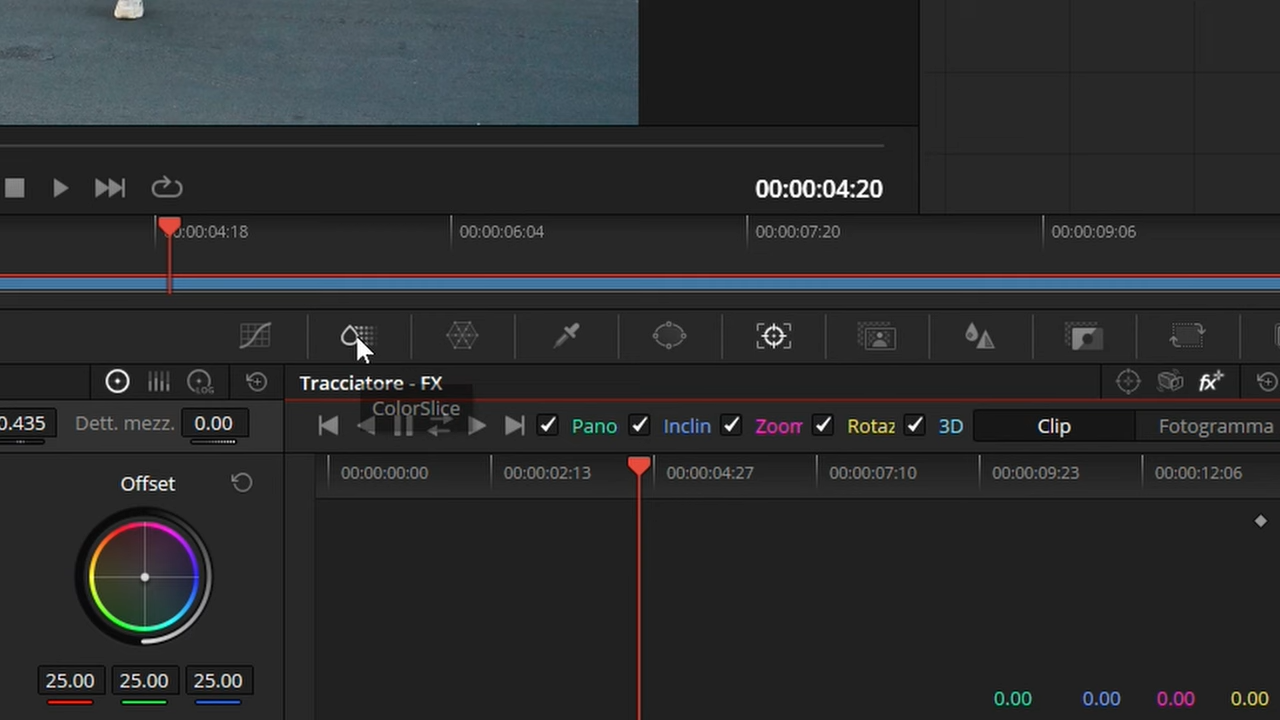 00:00:04:20
00:00:04:18 00:00:06:04 00:00:07:20 00:00:09:06
LOG
Tracciatore - FX
fx
0.435 Dett. mezz. 0.00
ColorSlice
Pano Inclin Zoom Rotaz 3D Clip Fotogramma
00:00:00:00 00:00:02:13 00:00:04:27 00:00:07:10 00:00:09:23 00:00:12:06
Offset
25.00 25.00 25.00
0.00 0.00 0.00 0.00